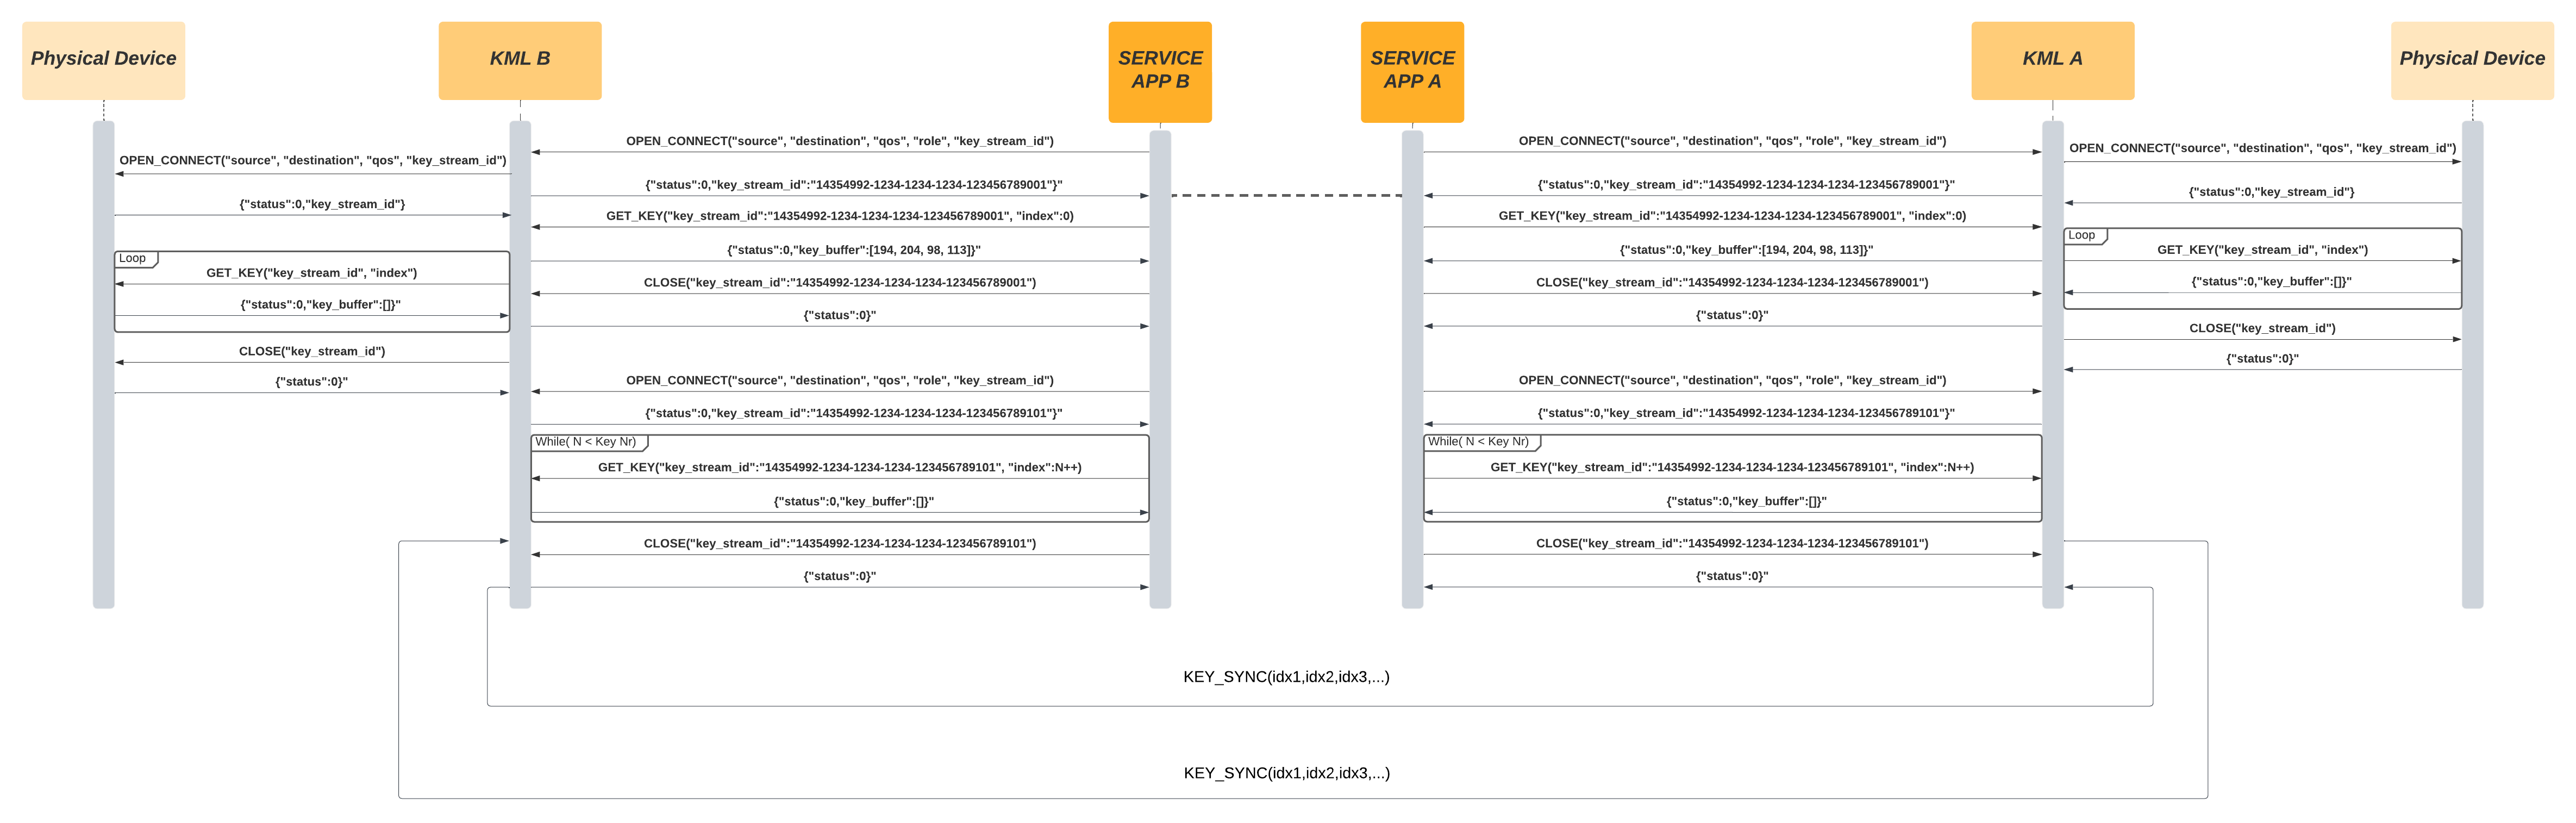 Physical Device
KML B
SERVICE
APP B
SERVICE
APP A
KML A
Physical Device
OPEN_CONNECT("source", "destination", "qos", "role", "key_stream_id")
OPEN_CONNECT("source", "destination", "qos", "role", "key_stream_id")
OPEN_CONNECT("source", "destination", "qos", "key_stream_id")
OPEN_CONNECT("source", "destination", "qos", "key_stream_id")
{"status":0,"key_stream_id":"14354992-1234-1234-1234-123456789001"}"
{"status":0,"key_stream_id":"14354992-1234-1234-1234-123456789001"}"
{"status":0,"key_stream_id"}
{"status":0,"key_stream_id"}
GET_KEY("key_stream_id":"14354992-1234-1234-1234-123456789001", "index":0)
GET_KEY("key_stream_id":"14354992-1234-1234-1234-123456789001", "index":0)
Loop
Loop
{"status":0,"key_buffer":[194, 204, 98, 113]}"
{"status":0,"key_buffer":[194, 204, 98, 113]}"
GET_KEY("key_stream_id", "index")
GET_KEY("key_stream_id", "index")
CLOSE("key_stream_id":"14354992-1234-1234-1234-123456789001")
CLOSE("key_stream_id":"14354992-1234-1234-1234-123456789001")
{"status":0,"key_buffer":[]}"
{"status":0,"key_buffer":[]}"
{"status":0}"
{"status":0}"
CLOSE("key_stream_id")
CLOSE("key_stream_id")
{"status":0}"
{"status":0}"
OPEN_CONNECT("source", "destination", "qos", "role", "key_stream_id")
OPEN_CONNECT("source", "destination", "qos", "role", "key_stream_id")
{"status":0,"key_stream_id":"14354992-1234-1234-1234-123456789101"}"
{"status":0,"key_stream_id":"14354992-1234-1234-1234-123456789101"}"
While( N < Key Nr)
While( N < Key Nr)
GET_KEY("key_stream_id":"14354992-1234-1234-1234-123456789101", "index":N++)
GET_KEY("key_stream_id":"14354992-1234-1234-1234-123456789101", "index":N++)
{"status":0,"key_buffer":[]}"
{"status":0,"key_buffer":[]}"
CLOSE("key_stream_id":"14354992-1234-1234-1234-123456789101")
CLOSE("key_stream_id":"14354992-1234-1234-1234-123456789101")
{"status":0}"
{"status":0}"
KEY_SYNC(idx1,idx2,idx3,...)
KEY_SYNC(idx1,idx2,idx3,...)